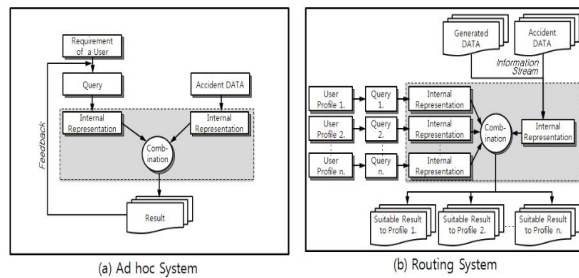 Requirement
of a User
Query
Accident DATA
Internal
Representation
Internal
Representation
Comb-
ination
Feedback
Result
(a) Ad hoc System
Generated
DATA
Accident
DATA
Information
Stream
User
Profile 1.
Query
1.
Internal
Representation
User
Profile 2.
Query
2.
Internal
Representation
Comb-
ination
Internal
Representation
User
Profile n.
Query
n.
Internal
Representation
Suitable Result
to Profile 1.
Suitable Result
to Profile 2.
Suitable Result
to Profile n.
(b) Routing System